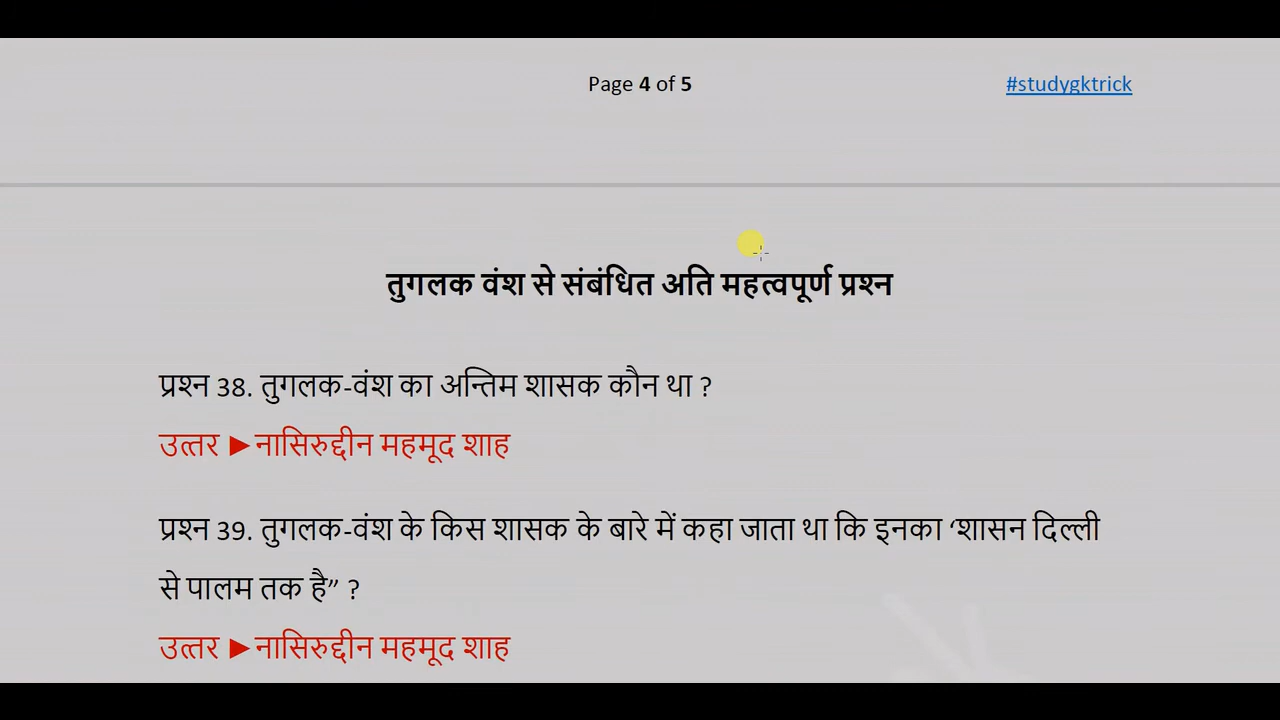 Page 4 of 5
#studygktrick
तुगलक वंश से संबंधित अति महत्वपूर्ण प्रश्न
प्रश्न 38. तुगलक-वंश का अन्तिम शासक कौन था ?
उत्तर ►नासिरुद्दीन महमूद शाह
प्रश्न 39. तुगलक-वंश के किस शासक के बारे में कहा जाता था कि इनका ‘शासन दिल्ली
से पालम तक है” ?
उत्तर ►नासिरुद्दीन महमूद शाह